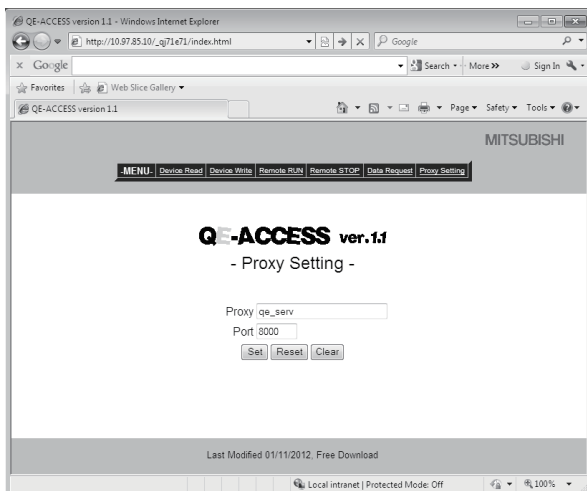 QE-ACCESS version 1.1 - Windows Internet Explorer
http://10.97.85.10/_qj71e71/index.html
Google
Google Search More >> Sign In
Favorites Web Slice Gallery
QE-ACCESS version 1.1 Page Safety Tools
MITSUBISHI
-MENU- Device Read Device Write Remote RUN Remote STOP Data Request Proxy Setting
QE-ACCESS ver.1.1
- Proxy Setting -
Proxy qe_serv
Port 8000
Set Reset Clear
Last Modified 01/11/2012, Free Download
Local intranet | Protected Mode: Off 100%